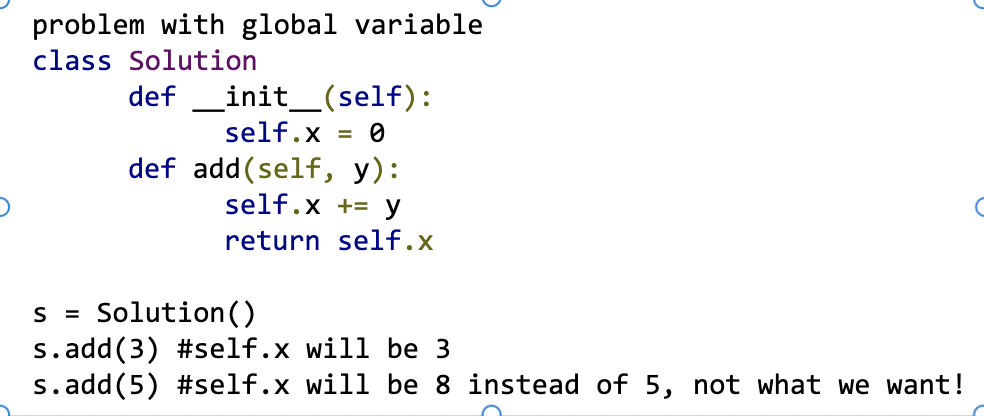 problem with global variable
class Solution
def __init__(self):
self.x = 0
def add(self, y):
self.x += y
return self.x
s = Solution()
s.add(3) #self.x will be 3
s.add(5) #self.x will be 8 instead of 5, not what we want!